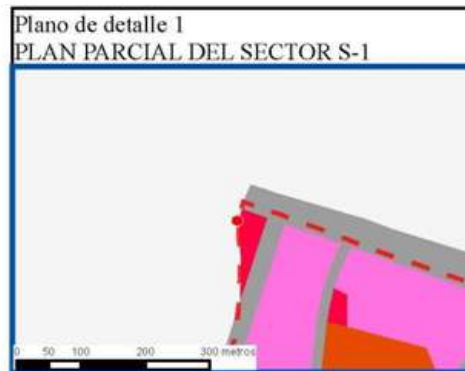 Plano de detalle 1
PLAN PARCIAL DEL SECTOR S-1
0 50 100 200 300 metros